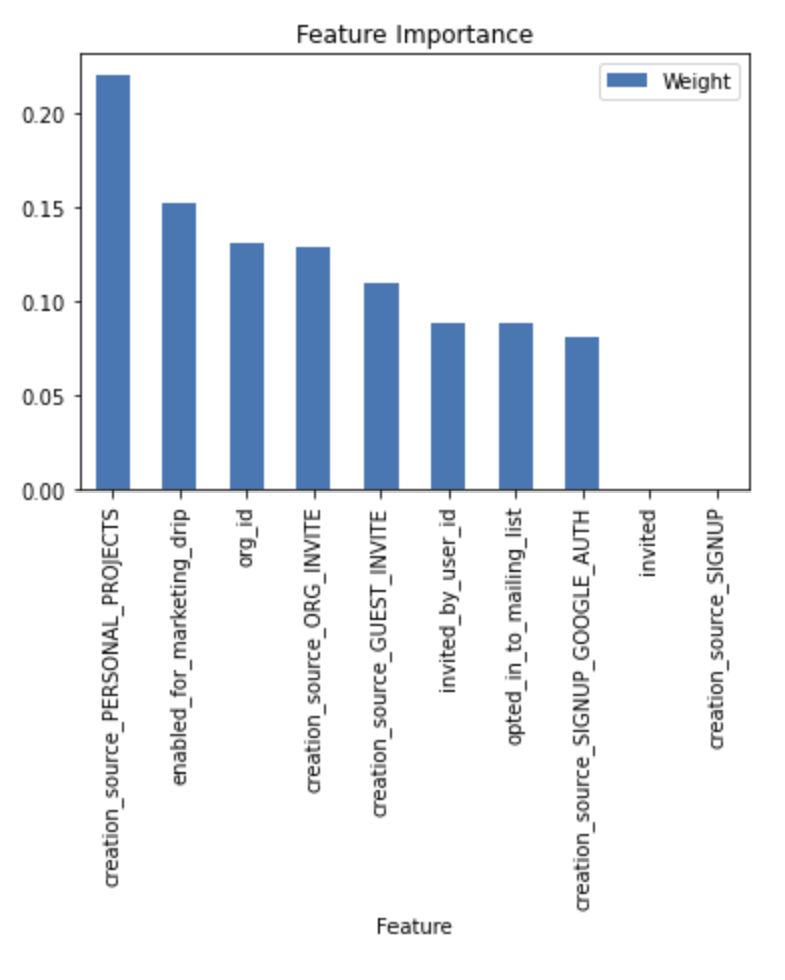 Feature Importance
Weight
0.20
0.15
0.10
0.05
0.00
creation_source_PERSONAL_PROJECTS
enabled_for_marketing_drip
org_id
creation_source_ORG_INVITE
creation_source_GUEST_INVITE
invited_by_user_id
opted_in_to_mailing_list
creation_source_SIGNUP_GOOGLE_AUTH
invited
creation_source_SIGNUP
Feature